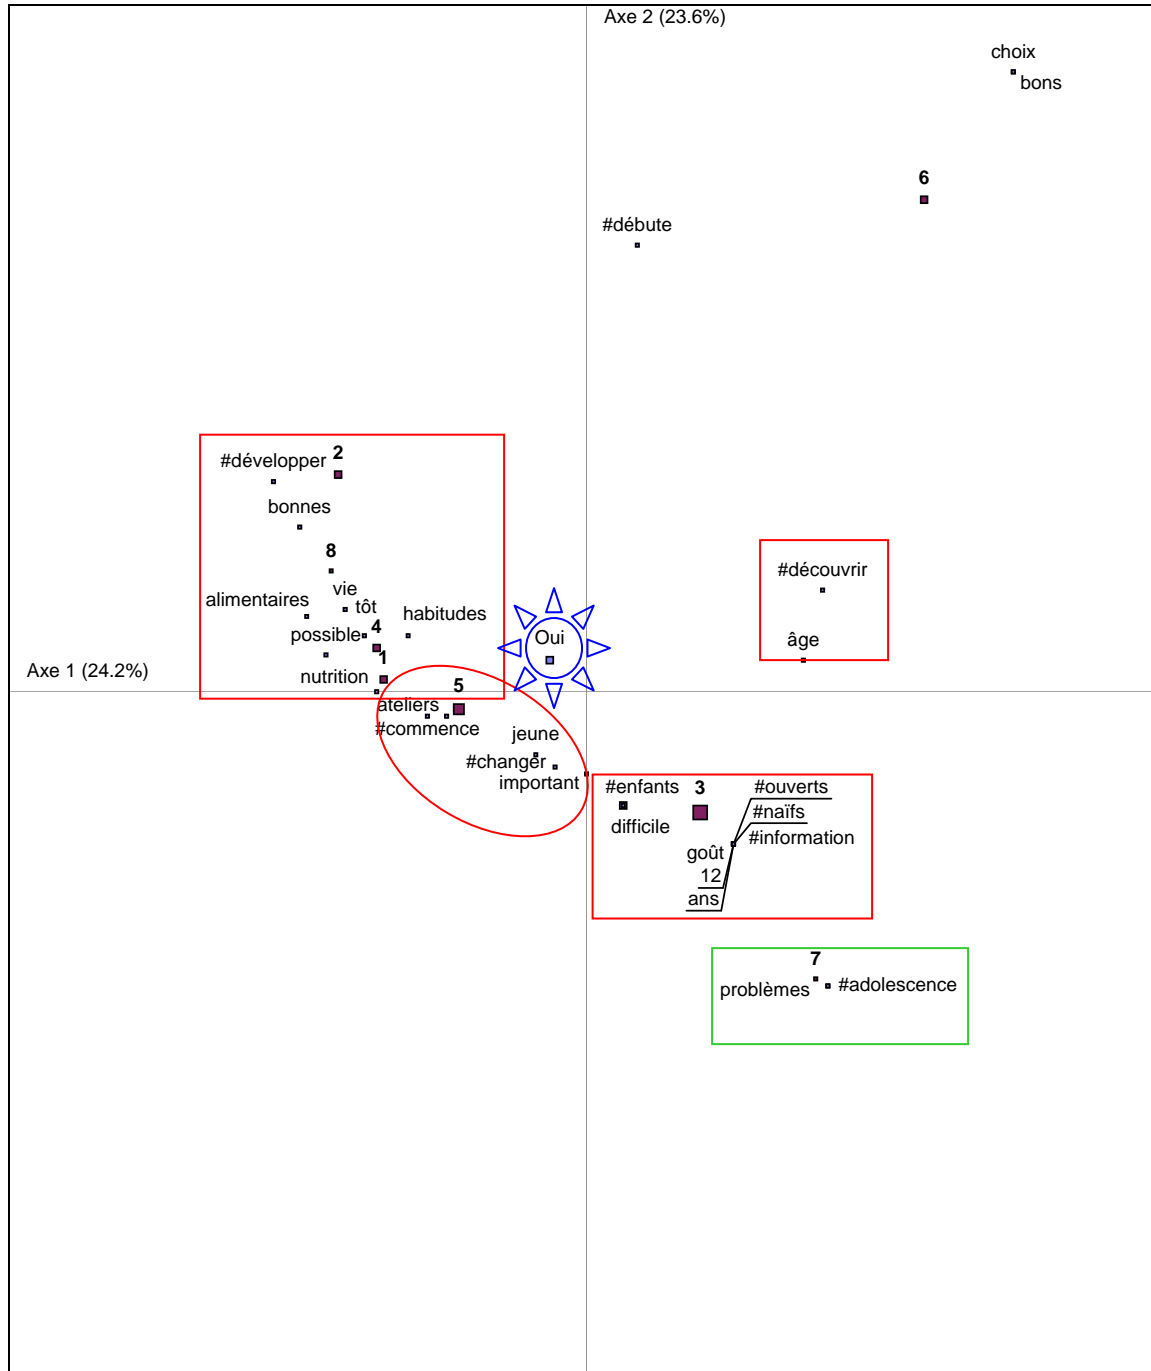 Axe 2 (23.6%)
choix
bons
6
#débute
2
#développer
bonnes
8
vie
alimentaires
tôt
habitudes
4
possible
1
nutrition
Oui
#découvrir
âge
Axe 1 (24.2%)
5
ateliers
#commence
jeune
#changer
important
#enfants
3
difficile
#ouverts
#naïfs
#information
goût
12
ans
7
problèmes
#adolescence